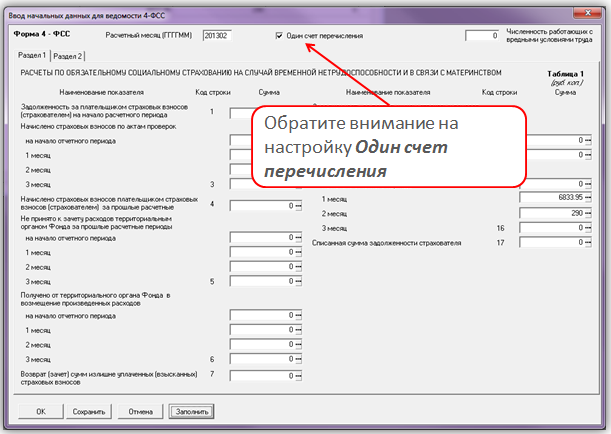 Ввод начальных данных для ведомости 4-ФСС
Форма 4 - ФСС
Расчетный месяц (ГГГГММ)
201302
Один счет перечисления
0
Численность работающих с
вредными условиями труда
Раздел 1
Раздел 2
РАСЧЕТЫ ПО ОБЯЗАТЕЛЬНОМУ СОЦИАЛЬНОМУ СТРАХОВАНИЮ НА СЛУЧАЙ ВРЕМЕННОЙ НЕТРУДОСПОСОБНОСТИ И В СВЯЗИ С МАТЕРИНСТВОМ
Таблица 1
(руб.коп.)
Наименование показателя
Код строки
Сумма
Наименование показателя
Код строки
Сумма
Задолженность за плательщиком страховых взносов
(страхователем) на начало расчетного периода
1
Начислено страховых взносов по актам проверок
на начало отчетного периода
0
1 месяц
0
2 месяц
3 месяц
3
0
Обратите внимание на
настройку Один счет
перечисления
Начислено страховых взносов плательщиком страховых
взносов (страхователем) за прошлые расчетные
4
0
1 месяц
6833.95
2 месяц
290
3 месяц
16
0
Списанная сумма задолженности страхователя
17
0
Не принято к зачету расходов территориальным
органом Фонда за прошлые расчетные периоды
на начало отчетного периода
0
1 месяц
0
2 месяц
0
3 месяц
5
0
Получено от территориального органа Фонда в
возмещение произведенных расходов
на начало отчетного периода
0
1 месяц
0
2 месяц
0
3 месяц
6
0
Возврат (зачет) сумм излишне уплаченных (взысканных)
страховых взносов
7
0
OK
Сохранить
Отмена
Заполнить